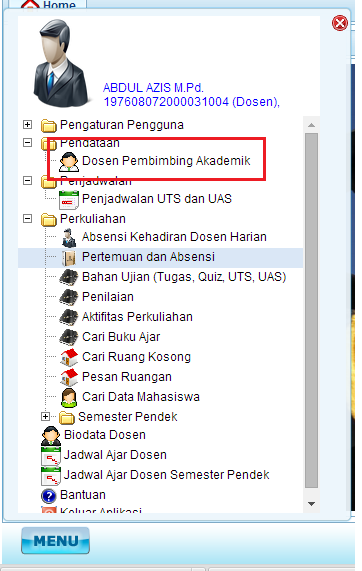 Home
ABDUL AZIS M.Pd.
197608072000031004 (Dosen),
Pengaturan Pengguna
Pendataan
Dosen Pembimbing Akademik
Penjadwalan
Penjadwalan UTS dan UAS
Perkuliahan
Absensi Kehadiran Dosen Harian
Pertemuan dan Absensi
Bahan Ujian (Tugas, Quiz, UTS, UAS)
Penilaian
Aktifitas Perkuliahan
Cari Buku Ajar
Cari Ruang Kosong
Pesan Ruangan
Cari Data Mahasiswa
Semester Pendek
Biodata Dosen
Jadwal Ajar Dosen
Jadwal Ajar Dosen Semester Pendek
Bantuan
Keluar Aplikasi
MENU